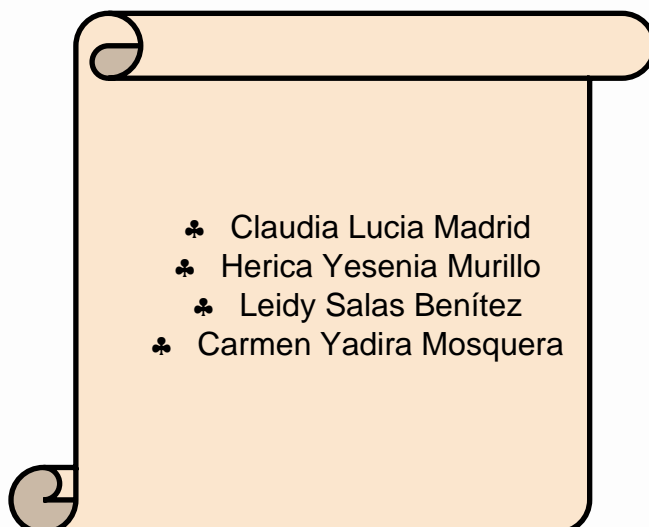 ♣ Claudia Lucia Madrid
♣ Herica Yesenia Murillo
♣ Leidy Salas Benítez
♣ Carmen Yadira Mosquera